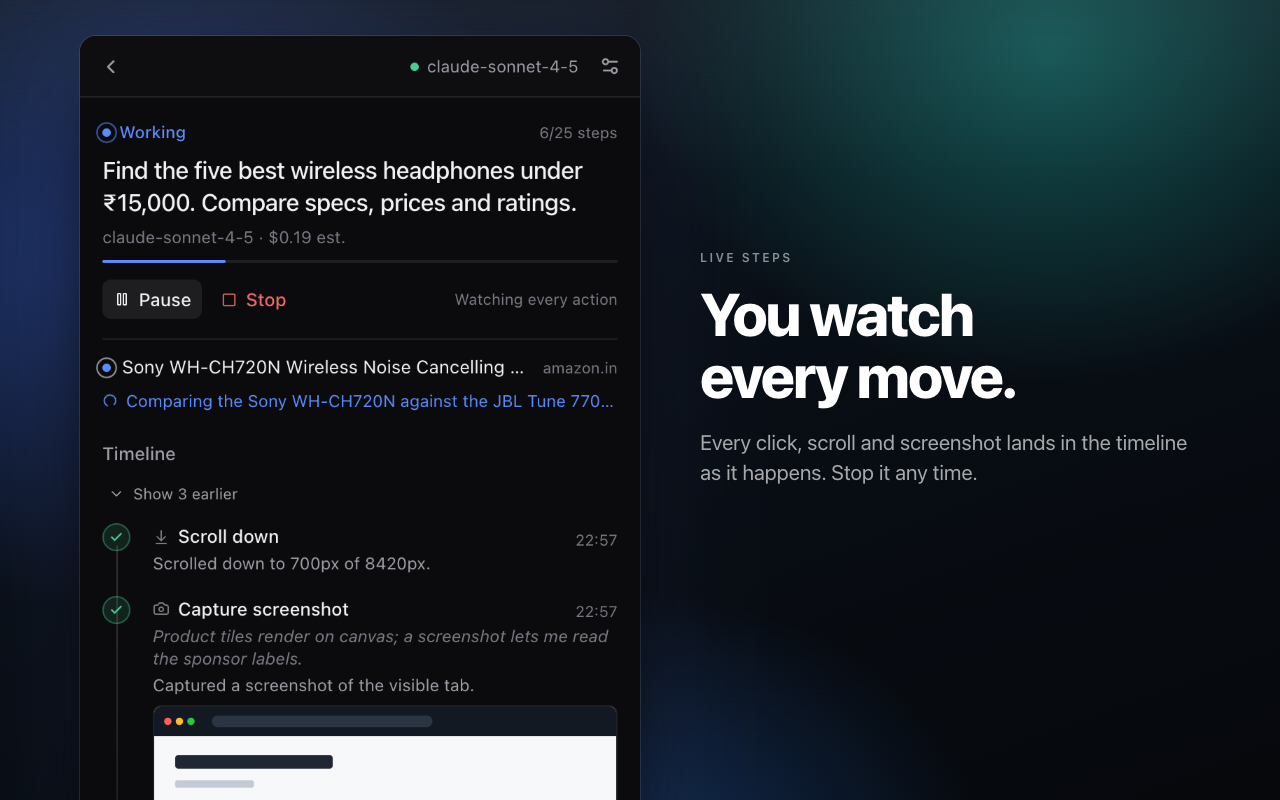 claude-sonnet-4-5
Working
6/25 steps
Find the five best wireless headphones under
₹15,000. Compare specs, prices and ratings.
claude-sonnet-4-5 · $0.19 est.
Pause
Stop
Watching every action
Sony WH-CH720N Wireless Noise Cancelling ...
amazon.in
Comparing the Sony WH-CH720N against the JBL Tune 770...
Timeline
Show 3 earlier
Scroll down
22:57
Scrolled down to 700px of 8420px.
Capture screenshot
22:57
Product tiles render on canvas; a screenshot lets me read
the sponsor labels.
Captured a screenshot of the visible tab.
LIVE STEPS
You watch
every move.
Every click, scroll and screenshot lands in the timeline
as it happens. Stop it any time.